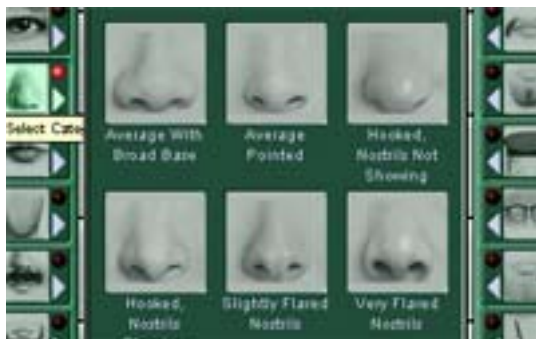 Select Cate
Average With
Broad Base
Average
Pointed
Hooked,
Nostrils Not
Showing
Hooked,
Nostrils
Slightly Flared
Nostrils
Very Flared
Nostrils